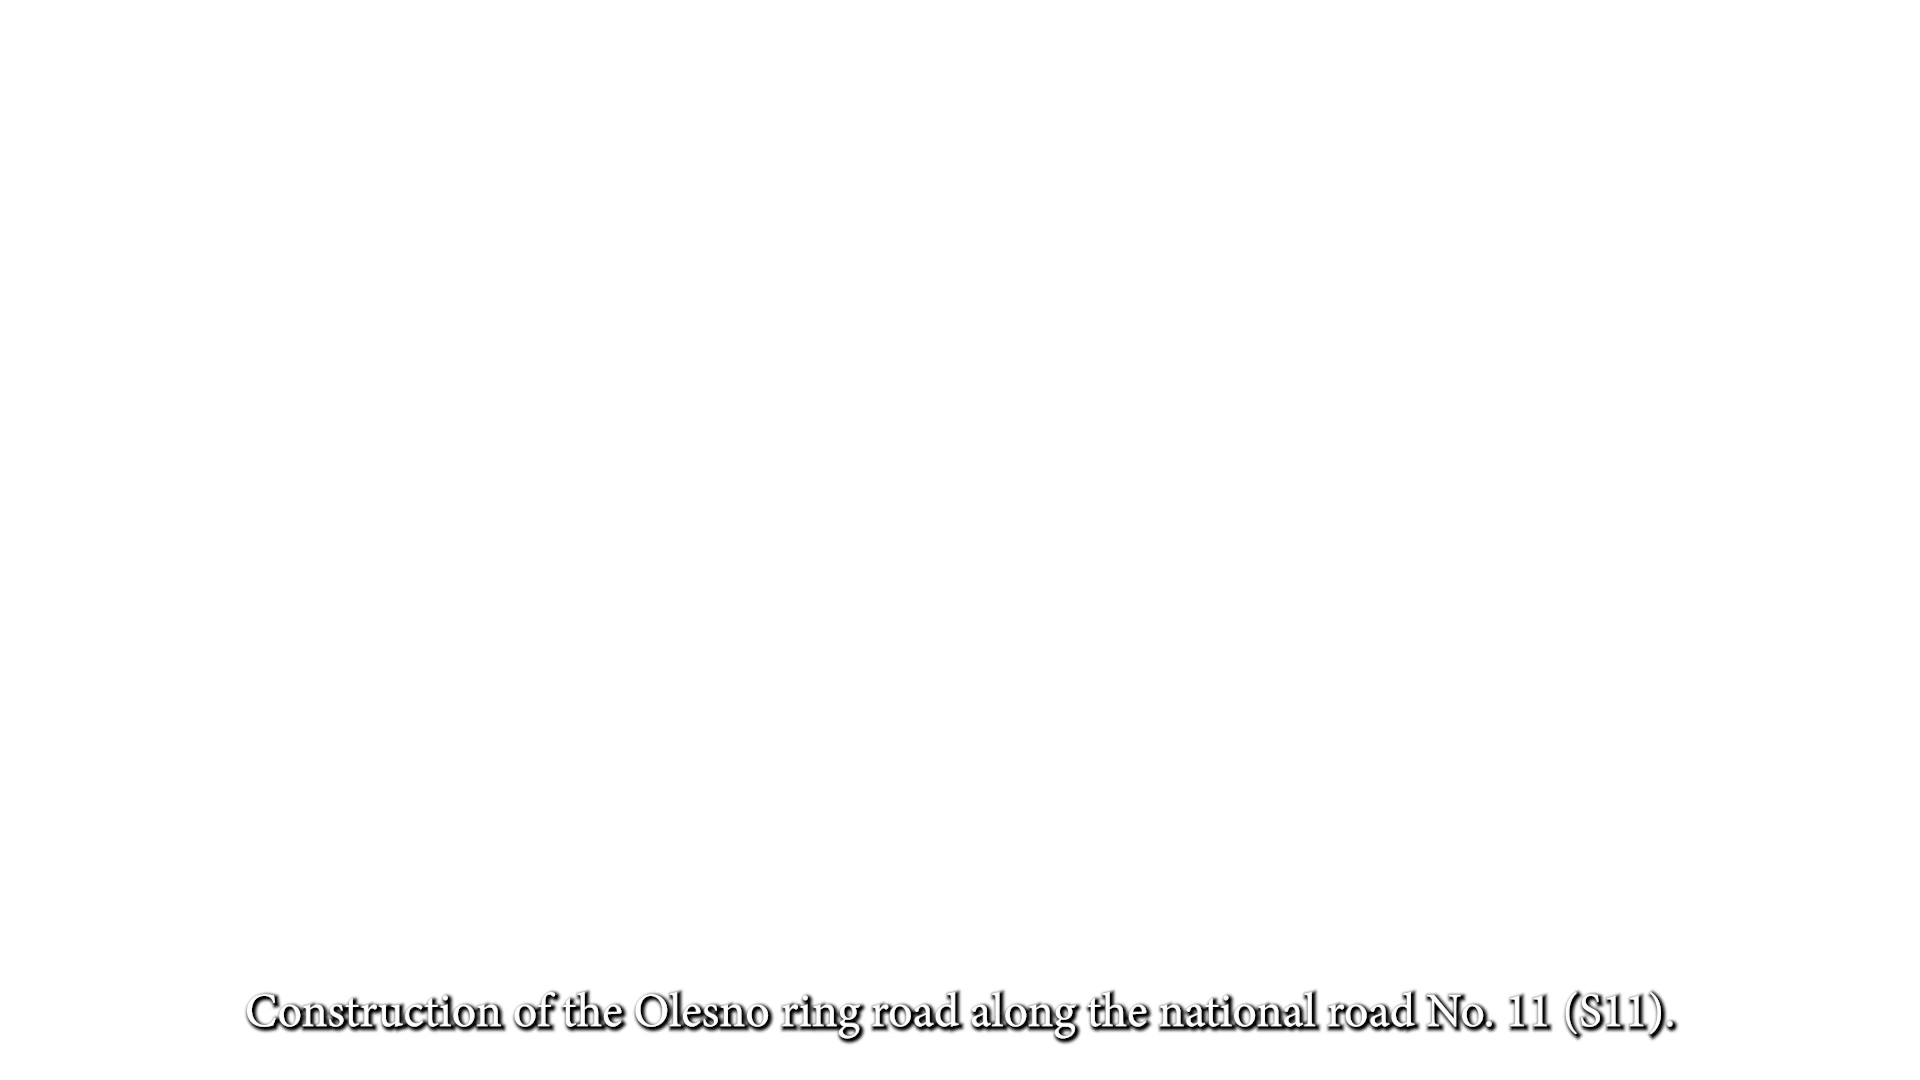 Construction of the Olesno ring road along the national road No. 11 (S11).